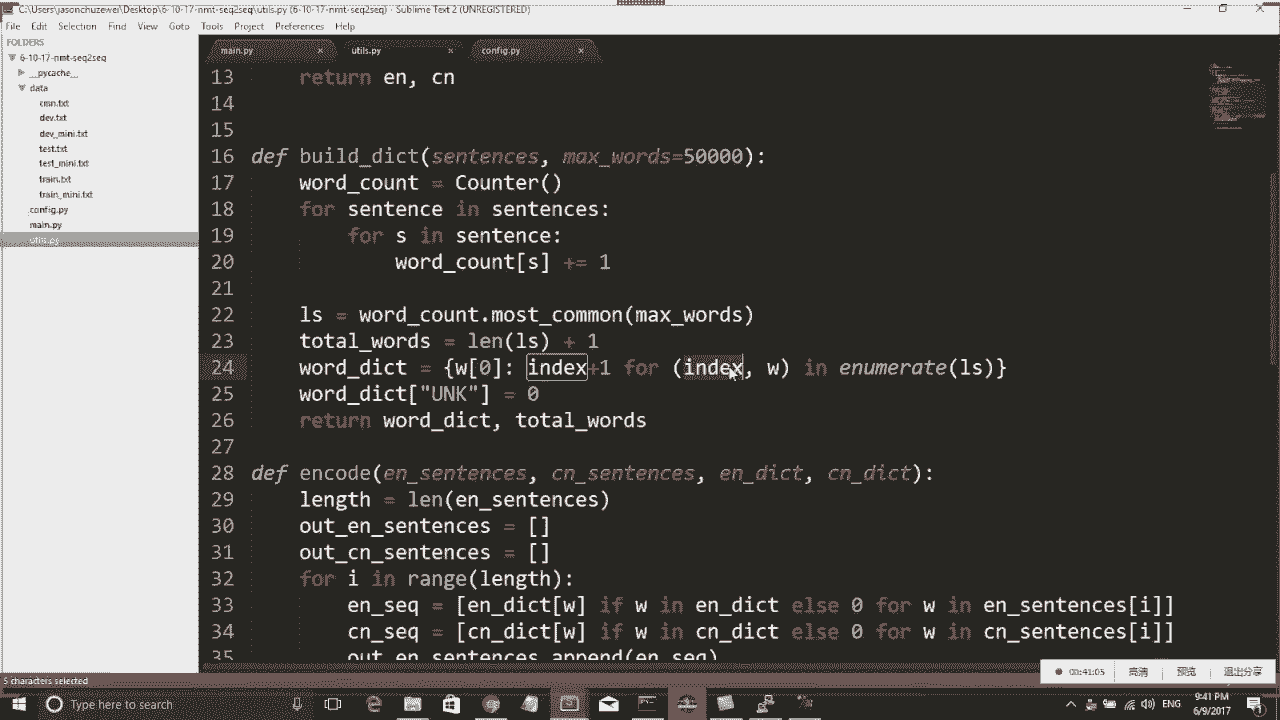 C:\Users\jasonchuzewei\Desktop\6-10-17-nmt-seq2seq\utils.py (6-10-17-nmt-seq2seq) - Sublime Text 2 (UNREGISTERED)
File Edit Selection Find View Goto Tools Project Preferences Help
FOLDERS
6-10-17-nmt-seq2seq
__pycache__
data
cmn.txt
dev.txt
dev_mini.txt
test.txt
test_mini.txt
train.txt
train_mini.txt
config.py
main.py
utils.py
main.py × utils.py × config.py ×
13 return en, cn
14
15
16 def build_dict(sentences, max_words=50000):
17 word_count = Counter()
18 for sentence in sentences:
19 for s in sentence:
20 word_count[s] += 1
21
22 ls = word_count.most_common(max_words)
23 total_words = len(ls) + 1
24 word_dict = {w[0]: index+1 for (index, w) in enumerate(ls)}
25 word_dict["UNK"] = 0
26 return word_dict, total_words
27
28 def encode(en_sentences, cn_sentences, en_dict, cn_dict):
29 length = len(en_sentences)
30 out_en_sentences = []
31 out_cn_sentences = []
32 for i in range(length):
33 en_seq = [en_dict[w] if w in en_dict else 0 for w in en_sentences[i]]
34 cn_seq = [cn_dict[w] if w in cn_dict else 0 for w in cn_sentences[i]]
35 out_en_sentences.append(en_seq)
5 characters selected
00:41:05 高清 预览 退出分享
Type here to search
ENG
9:41 PM
6/9/2017